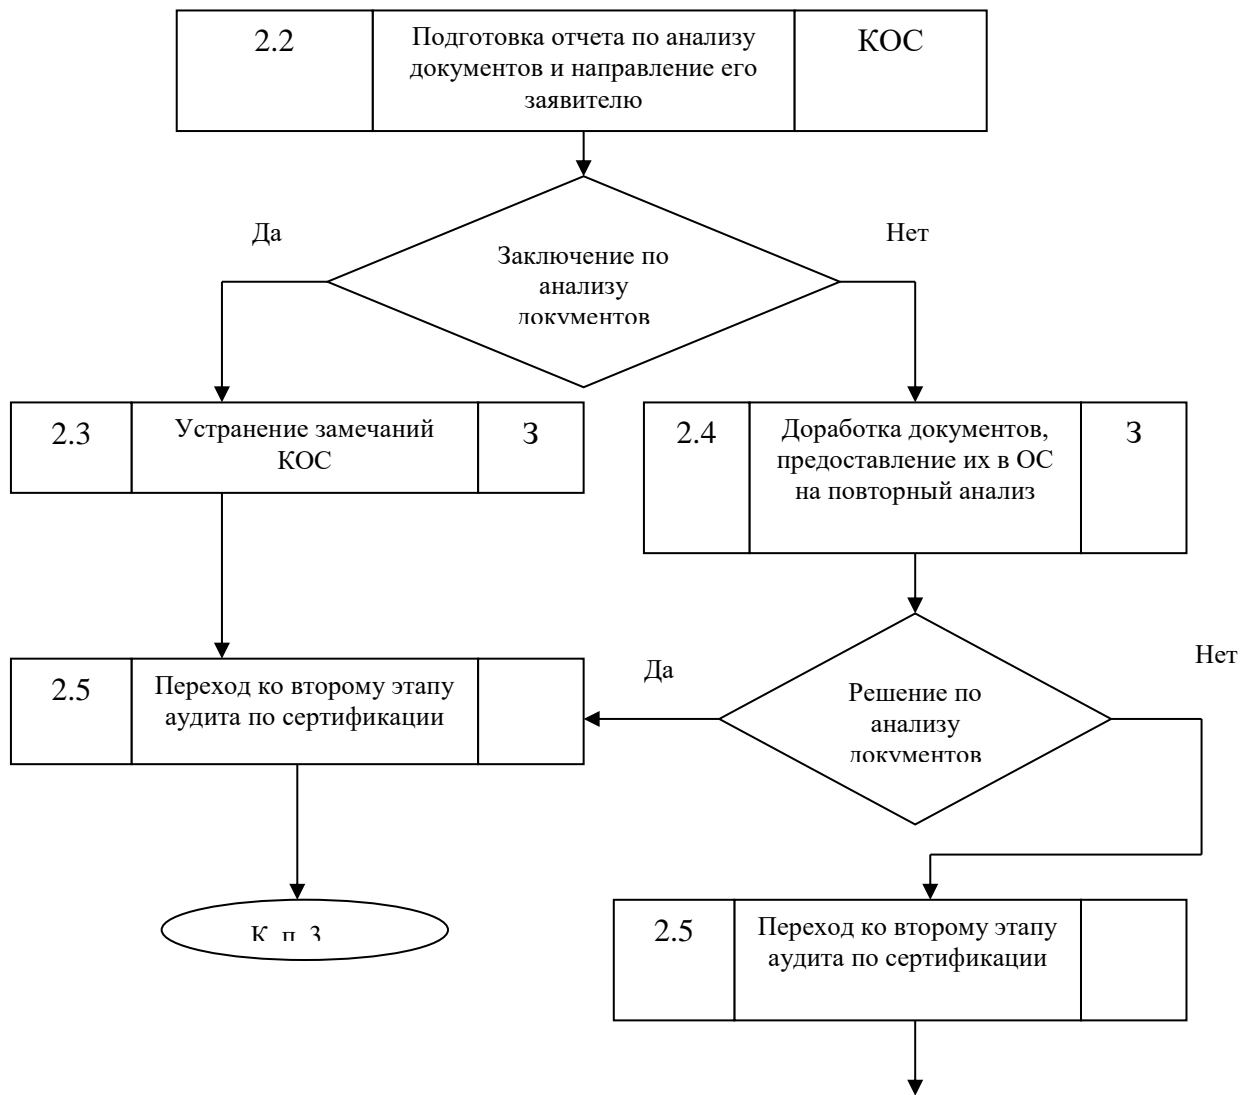 2.2
Подготовка отчета по анализу
документов и направление его
заявителю
КОС
Да
Нет
Заключение по
анализу
документов
2.3
Устранение замечаний
КОС
З
2.4
Доработка документов,
предоставление их в ОС
на повторный анализ
З
2.5
Переход ко второму этапу
аудита по сертификации
Да
Нет
Решение по
анализу
документов
К п. 3
2.5
Переход ко второму этапу
аудита по сертификации